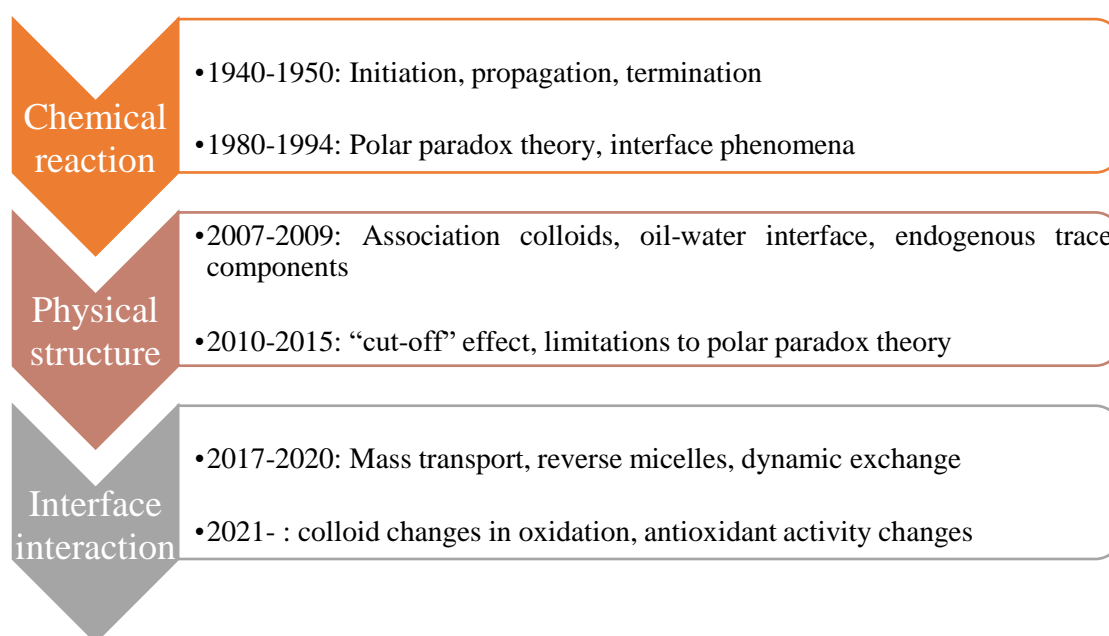 Chemical
reaction
•1940-1950: Initiation, propagation, termination
•1980-1994: Polar paradox theory, interface phenomena
Physical
structure
•2007-2009: Association colloids, oil-water interface, endogenous trace
components
•2010-2015: “cut-off” effect, limitations to polar paradox theory
Interface
interaction
•2017-2020: Mass transport, reverse micelles, dynamic exchange
•2021- : colloid changes in oxidation, antioxidant activity changes